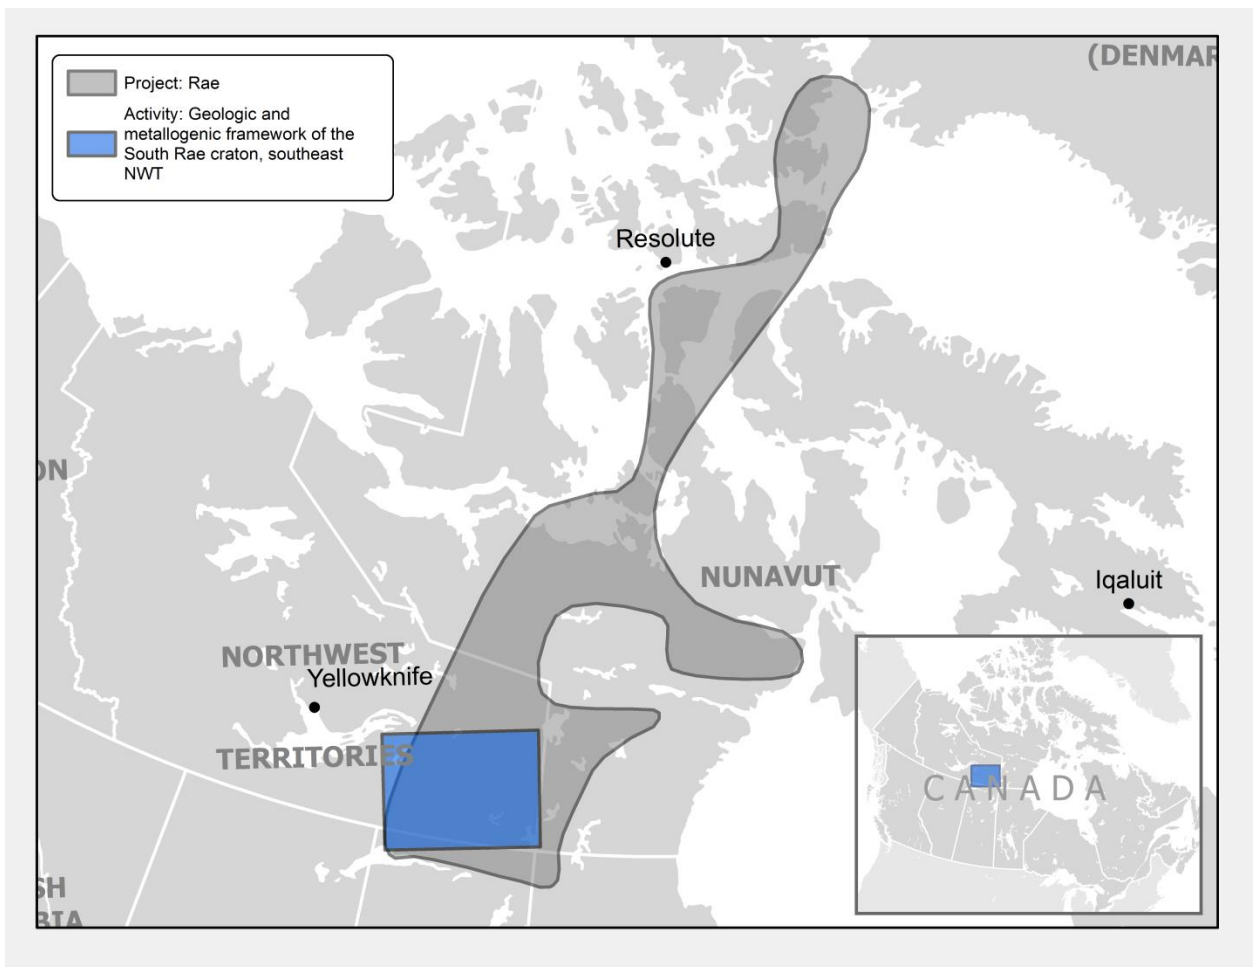 (DENMAR
Project: Rae
Activity: Geologic and
metallogenic framework of the
South Rae craton, southeast
NWT
Resolute
ON
NUNAVUT
Iqaluit
NORTHWEST
Yellowknife
TERRITORIES
CANADA
SH
BIA